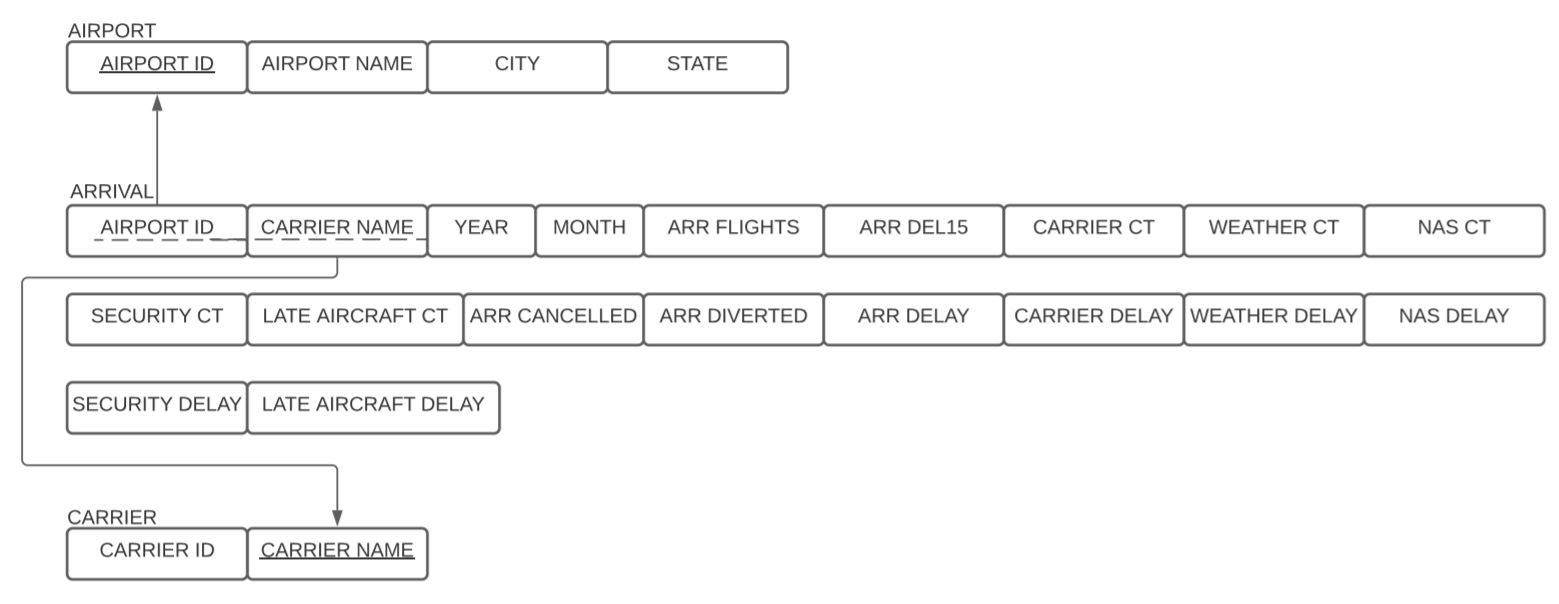 AIRPORT
AIRPORT ID AIRPORT NAME CITY STATE
ARRIVAL
AIRPORT ID CARRIER NAME YEAR MONTH ARR FLIGHTS ARR DEL15 CARRIER CT WEATHER CT NAS CT
SECURITY CT LATE AIRCRAFT CT ARR CANCELLED ARR DIVERTED ARR DELAY CARRIER DELAY WEATHER DELAY NAS DELAY
SECURITY DELAY LATE AIRCRAFT DELAY
CARRIER
CARRIER ID CARRIER NAME